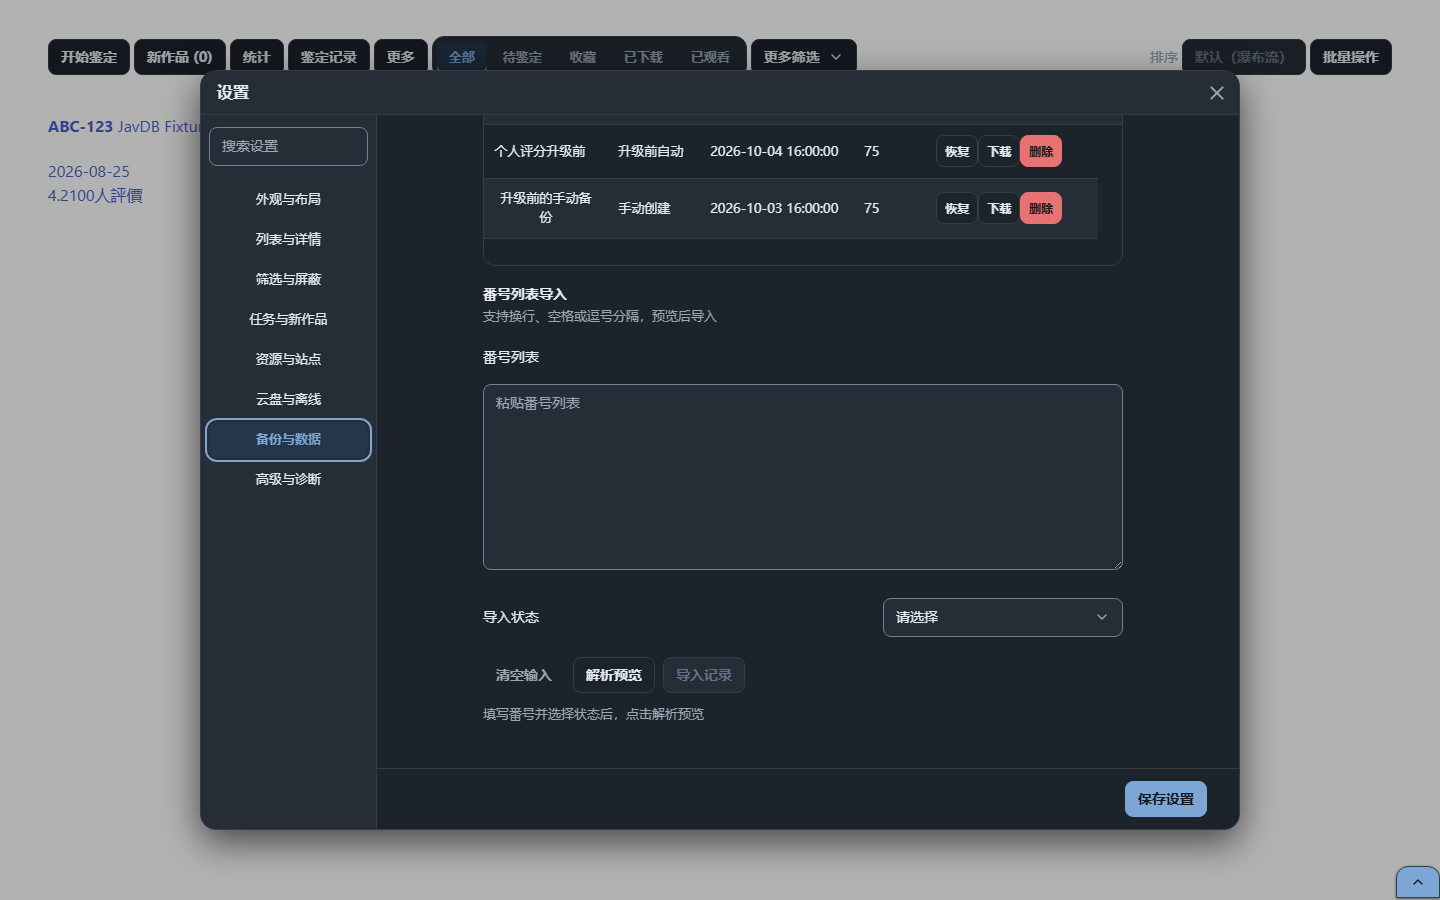 开始鉴定 新作品 (0) 统计 鉴定记录 更多 全部 待鉴定 收藏 已下载 已观看 更多筛选 排序 默认（瀑布流） 批量操作
设置
ABC-123 JavDB Fixtu
2026-08-25
4.2100人評價
搜索设置
外观与布局
列表与详情
筛选与屏蔽
任务与新作品
资源与站点
云盘与离线
备份与数据
高级与诊断
个人评分升级前 升级前自动 2026-10-04 16:00:00 75 恢复 下载 删除
升级前的手动备
份 手动创建 2026-10-03 16:00:00 75 恢复 下载 删除
番号列表导入
支持换行、空格或逗号分隔，预览后导入
番号列表
粘贴番号列表
导入状态 请选择
清空输入 解析预览 导入记录
填写番号并选择状态后，点击解析预览
保存设置